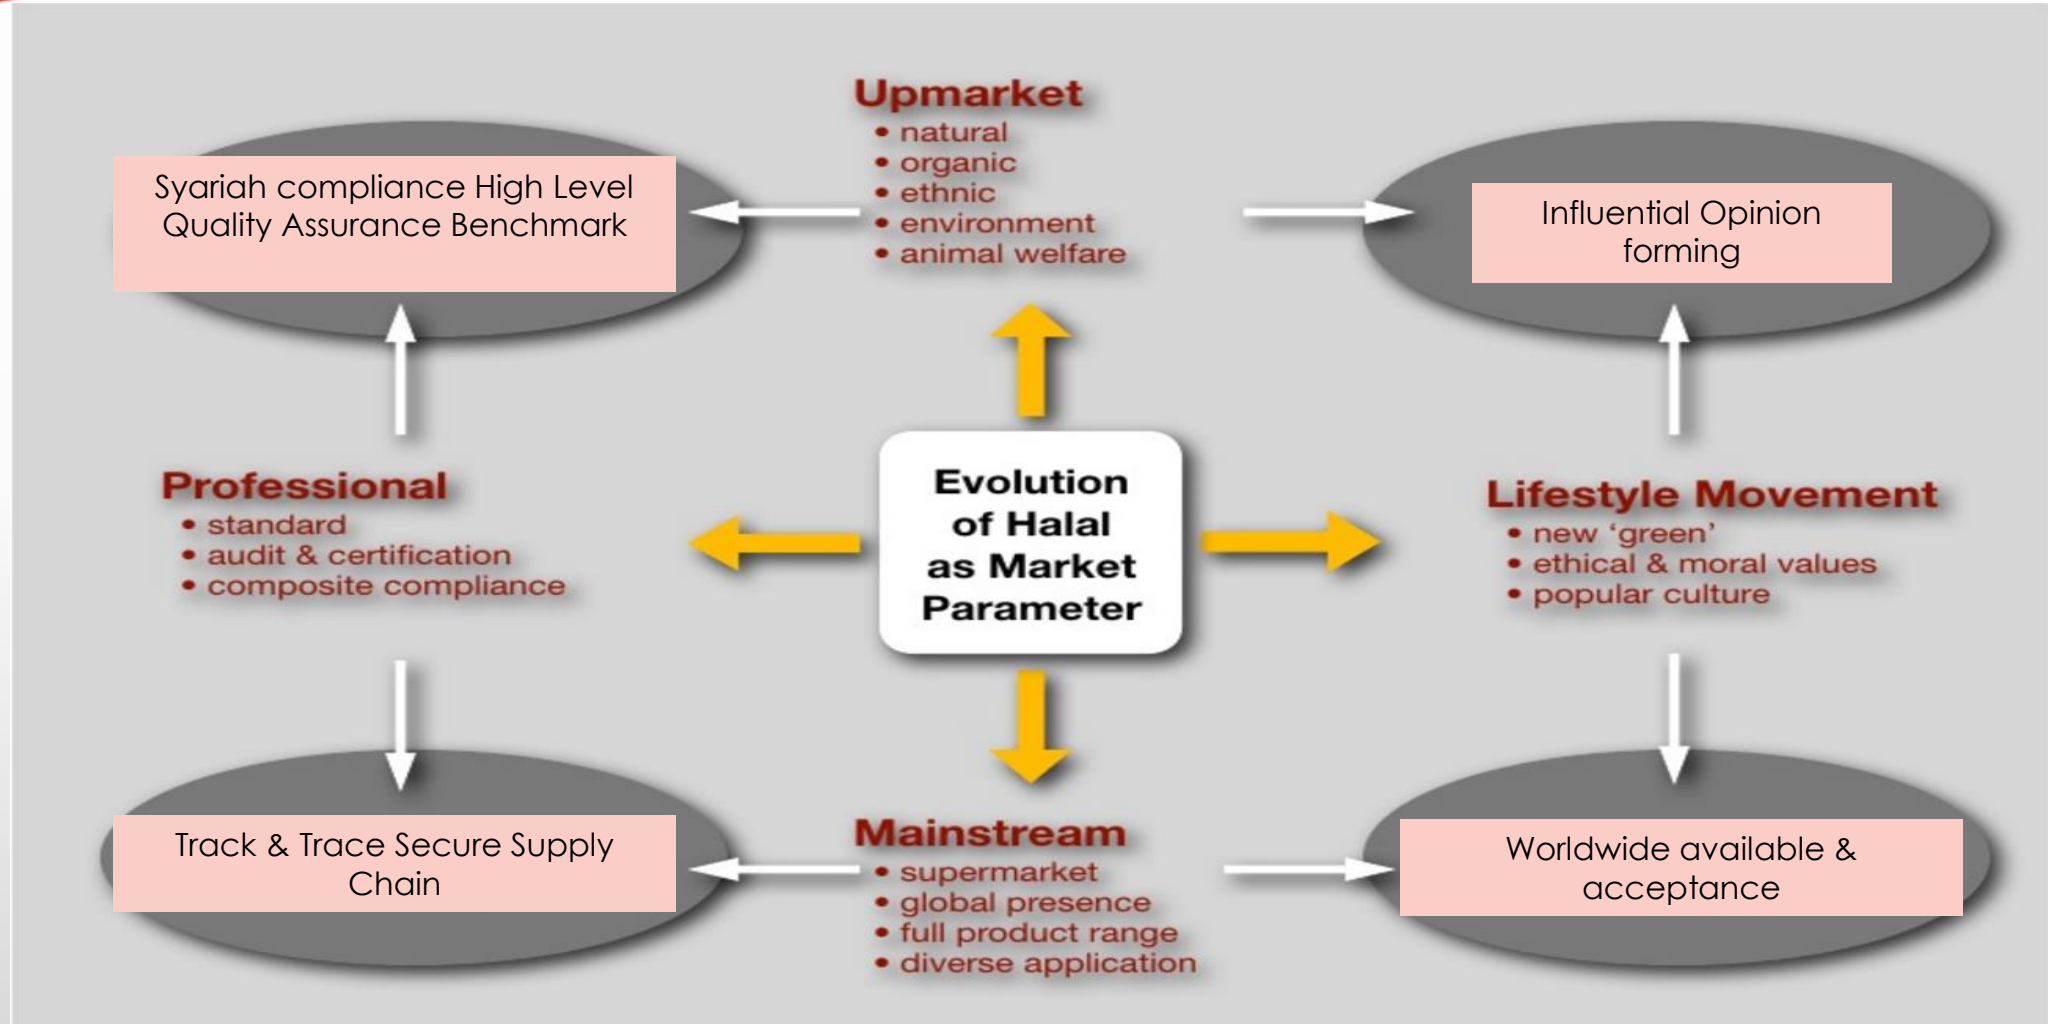 Upmarket
• natural
• organic
• ethnic
• environment
• animal welfare
Syariah compliance High Level
Quality Assurance Benchmark
Influential Opinion
forming
Professional
• standard
• audit & certification
• composite compliance
Evolution
of Halal
as Market
Parameter
Lifestyle Movement
• new ‘green’
• ethical & moral values
• popular culture
Track & Trace Secure Supply
Chain
Mainstream
• supermarket
• global presence
• full product range
• diverse application
Worldwide available &
acceptance